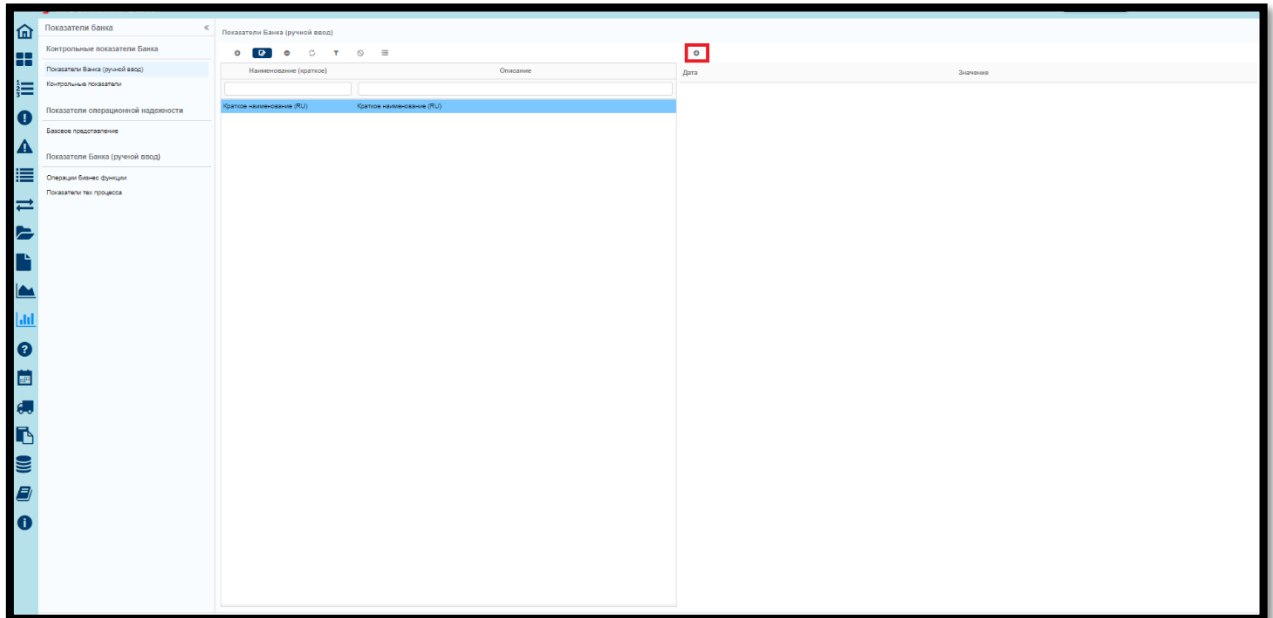 Показатели банка
Контрольные показатели Банка
Показатели Банка (ручной ввод)
Контрольные показатели
Показатели операционной надежности
Базовое представление
Показатели Банка (ручной ввод)
Операции бизнес функции
Показатели тех процесса
Показатели Банка (ручной ввод)
Наименование (краткое)
Описание
Краткое наименование (RU)
Краткое наименование (RU)
Дата
Значение